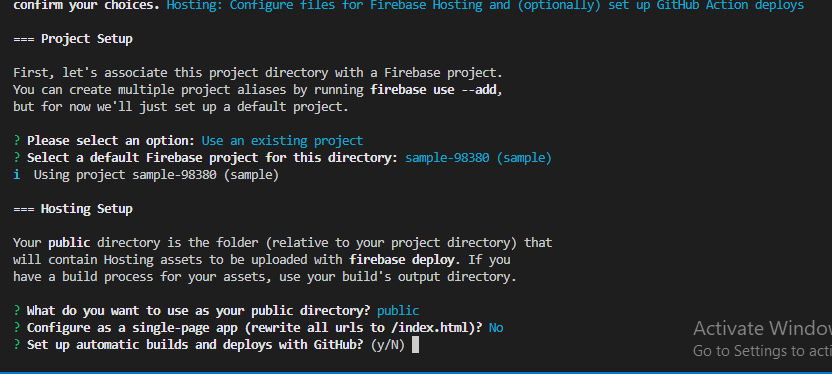 confirm your choices. Hosting: Configure files for Firebase Hosting and (optionally) set up GitHub Action deploys
=== Project Setup
First, let's associate this project directory with a Firebase project.
You can create multiple project aliases by running firebase use --add,
but for now we'll just set up a default project.
? Please select an option: Use an existing project
? Select a default Firebase project for this directory: sample-98380 (sample)
i  Using project sample-98380 (sample)
=== Hosting Setup
Your public directory is the folder (relative to your project directory) that
will contain Hosting assets to be uploaded with firebase deploy. If you
have a build process for your assets, use your build's output directory.
? What do you want to use as your public directory? public
? Configure as a single-page app (rewrite all urls to /index.html)? No
? Set up automatic builds and deploys with GitHub? (y/N)
Activate Window
Go to Settings to acti